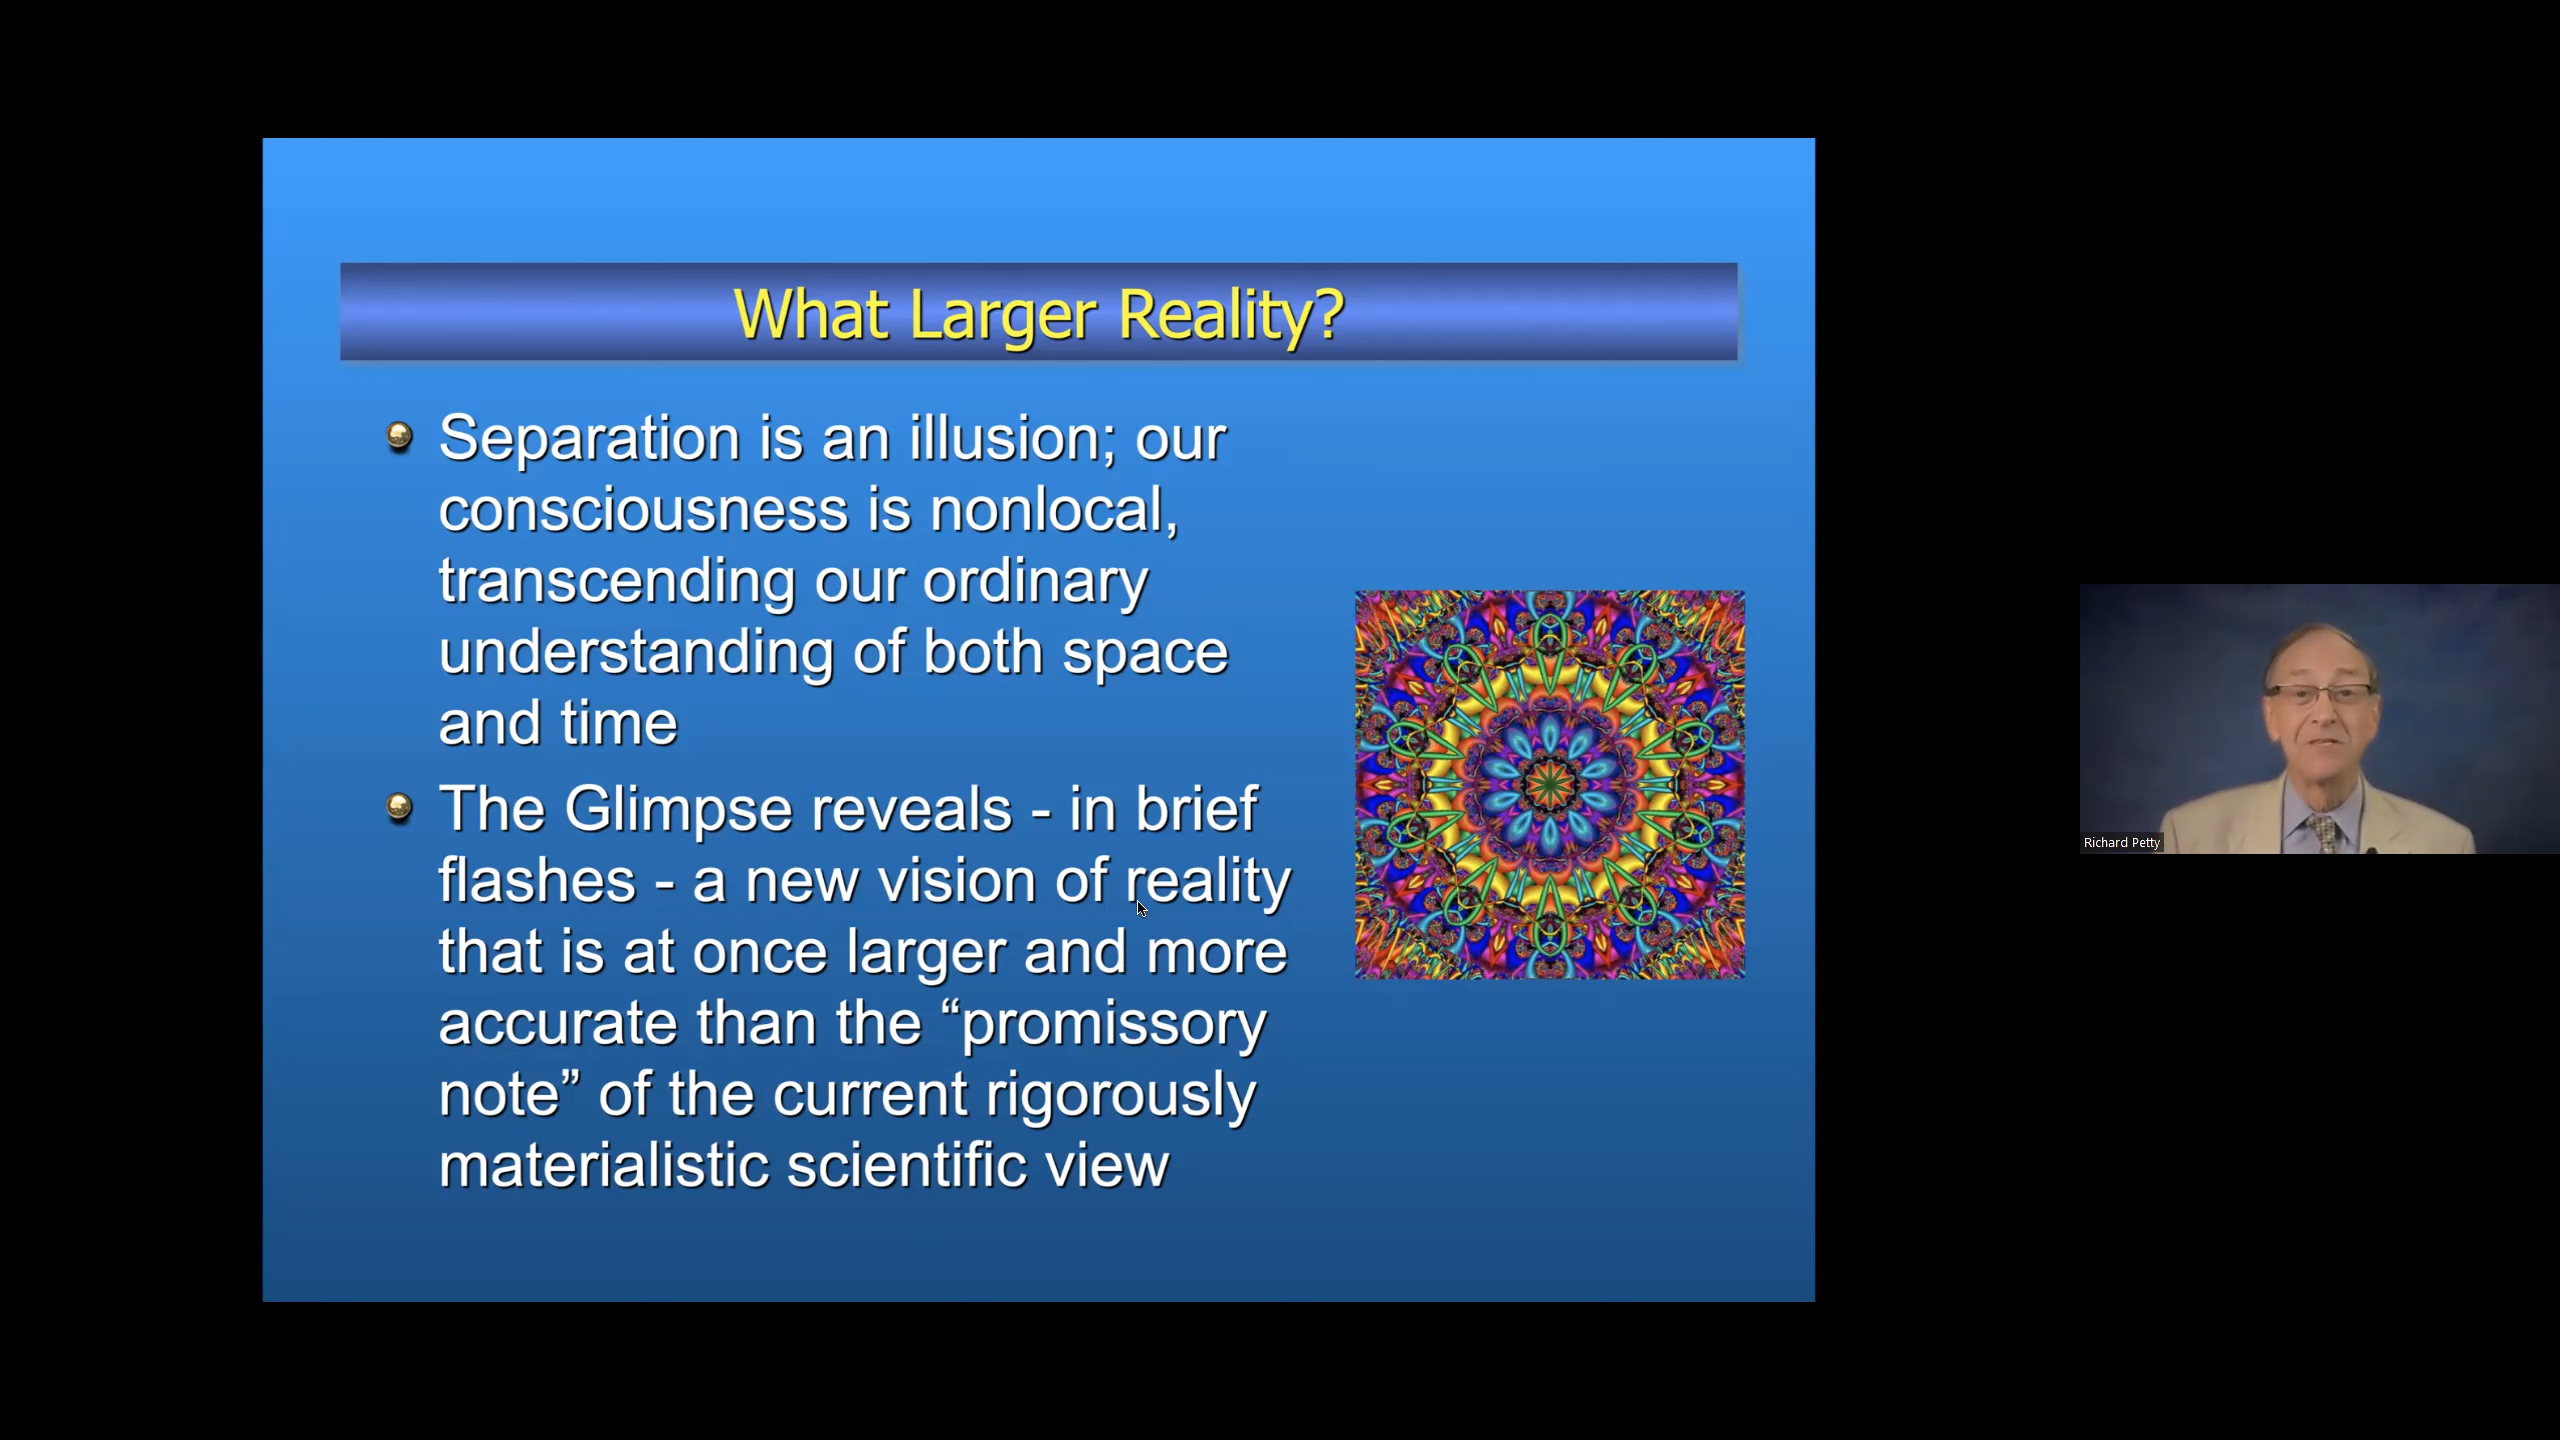 What Larger Reality?
Separation is an illusion; our
consciousness is nonlocal,
transcending our ordinary
understanding of both space
and time
The Glimpse reveals - in brief
flashes - a new vision of reality
that is at once larger and more
accurate than the “promissory
note” of the current rigorously
materialistic scientific view
Richard Petty